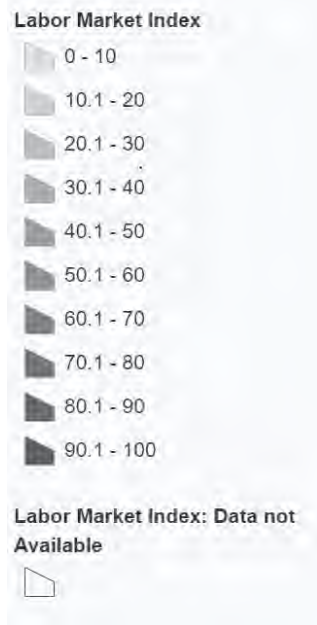 Labor Market Index
0 - 10
10.1 - 20
20.1 - 30
30.1 - 40
40.1 - 50
50.1 - 60
60.1 - 70
70.1 - 80
80.1 - 90
90.1 - 100
Labor Market Index: Data not
Available